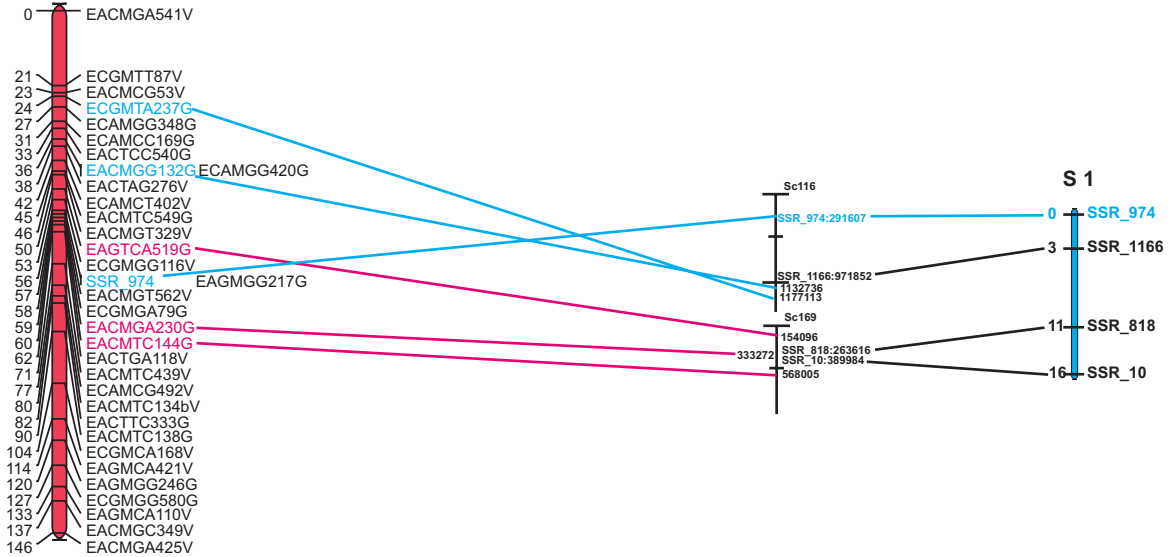 0 EACMGA541V
21 ECGMTT87V
23 EACMCG53V
24 ECGMTA237G
27 ECAMGG348G
31 ECAMCC169G
33 EACTCC540G
36 EACMGG132G ECAMGG420G
38 EACTAG276V
42 ECAMCT402V
45 EACMTC549G
46 EACMGT329V
50 EAGTCA519G
53 ECGMGG116V
56 SSR_974 EAGMGG217G
57 EACMGT562V
58 ECGMGA79G
59 EACMGA230G
60 EACMTC144G
62 EACTGA118V
71 EACMTC439V
77 ECAMCG492V
80 EACMTC134bV
82 EACTTC333G
90 EACMTC138G
104 ECGMCA168V
114 EAGMCA421V
120 EAGMGG246G
127 ECGMGG580G
133 EAGMCA110V
137 EACMGC349V
146 EACMGA425V
Sc116
SSR_974:291607
SSR_1166:971852
1132736
1177113
Sc169
154096
333272
SSR_818:263616
SSR_10:389984
568005
S 1
0 SSR_974
3 SSR_1166
11 SSR_818
16 SSR_10